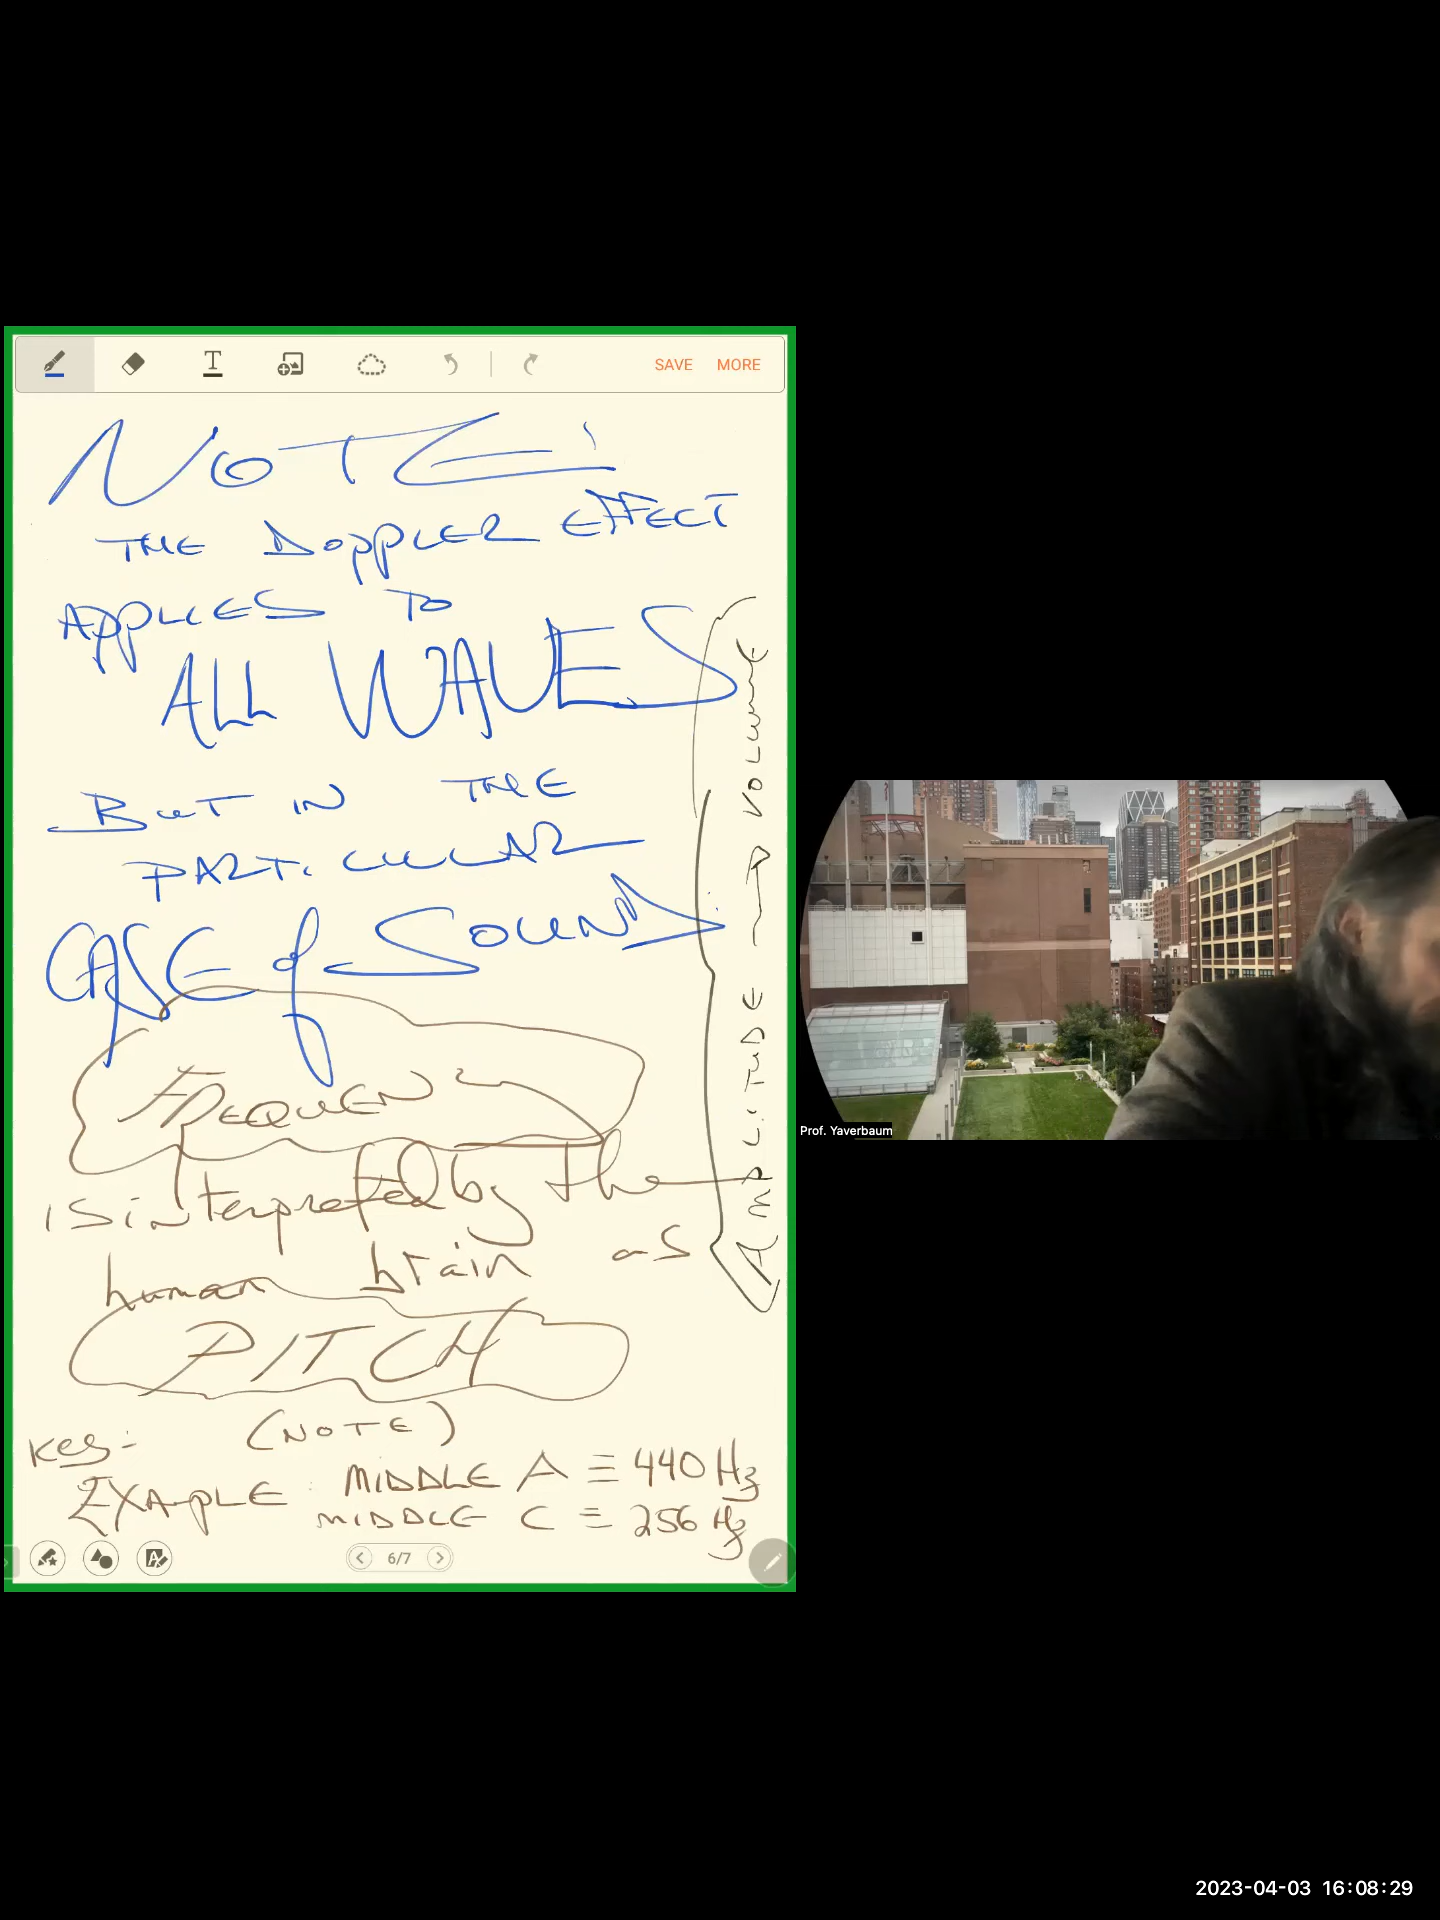 T
SAVE MORE
NOTE:
THE DOPPLER EFFECT
APPLIES TO
ALL WAVES
BUT IN THE
PARTICULAR
CASE of SOUND
FREQUENCY
is interpreted by the
human brain as
PITCH
(NOTE)
Key:
EXAMPLE: MIDDLE A ≡ 440 Hz
MIDDLE C ≡ 256 Hz
AMPLITUDE → VOLUME
6/7
Prof. Yaverbaum
2023-04-03 16:08:29